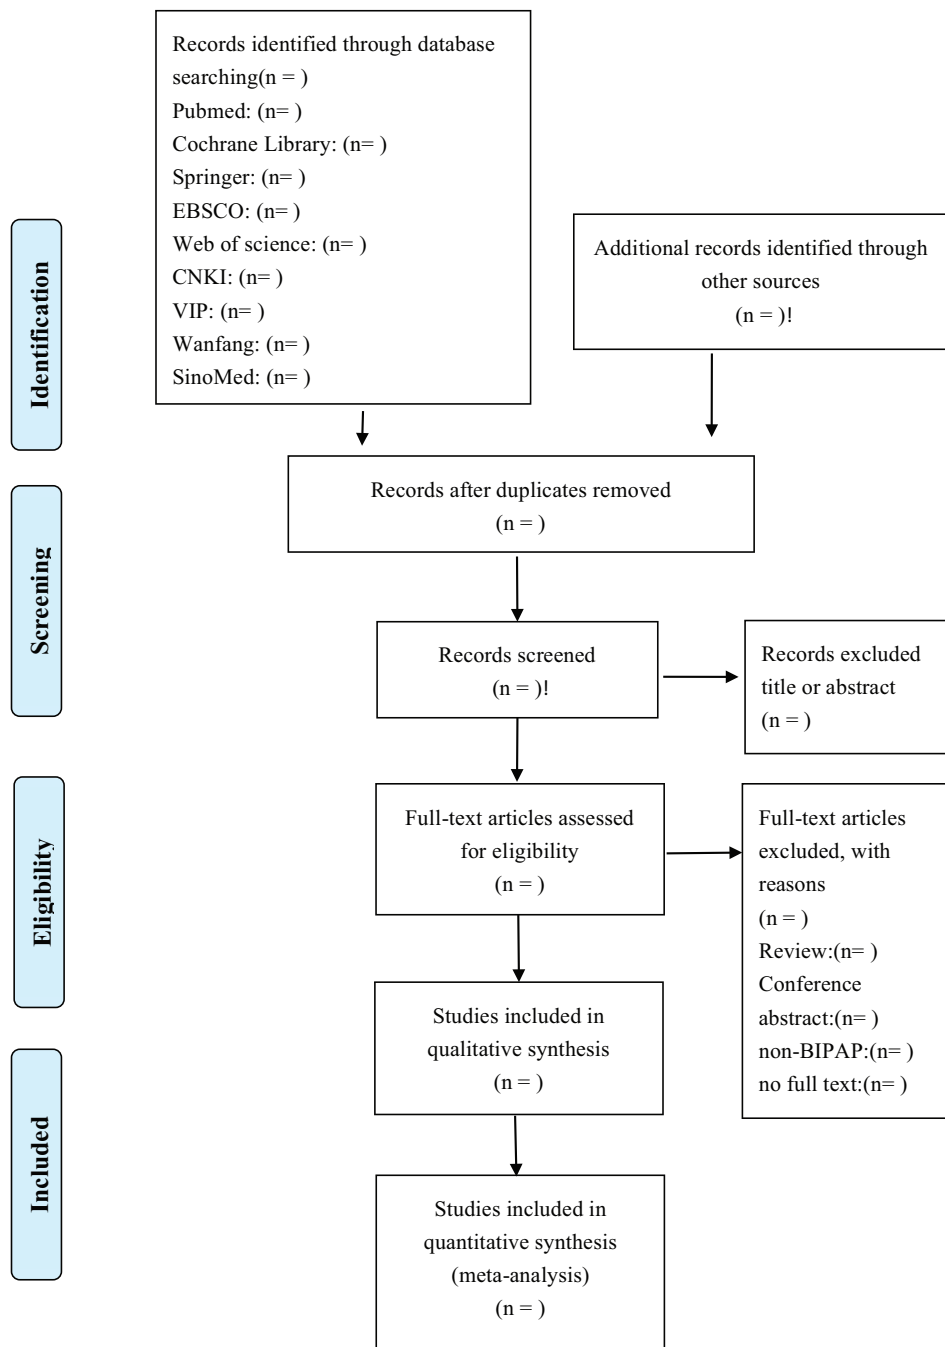 Records identified through database
searching(n = )
Pubmed: (n= )
Cochrane Library: (n= )
Springer: (n= )
EBSCO: (n= )
Web of science: (n= )
CNKI: (n= )
VIP: (n= )
Wanfang: (n= )
SinoMed: (n= )
Additional records identified through
other sources
(n = )!
Identification
Records after duplicates removed
(n = )
Screening
Records screened
(n = )!
Records excluded
title or abstract
(n = )
Eligibility
Full-text articles assessed
for eligibility
(n = )
Full-text articles
excluded, with
reasons
(n = )
Review:(n= )
Conference
abstract:(n= )
non-BIPAP:(n= )
no full text:(n= )
Studies included in
qualitative synthesis
(n = )
Included
Studies included in
quantitative synthesis
(meta-analysis)
(n = )